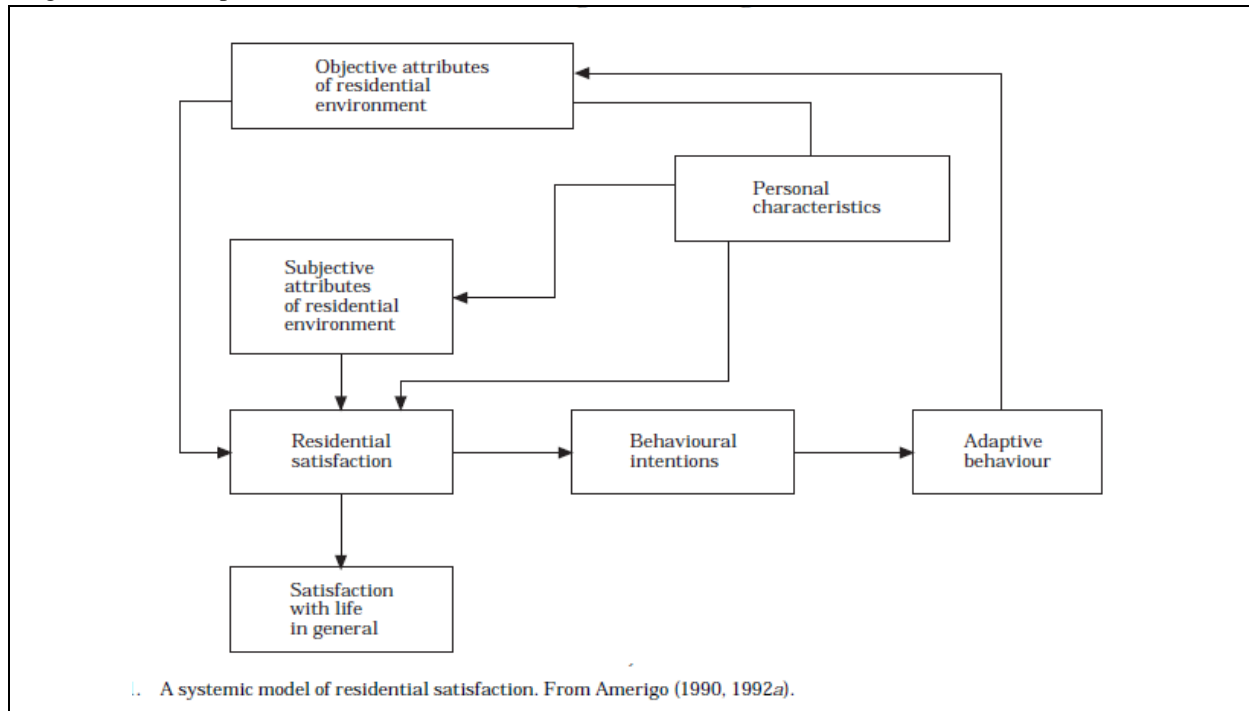 Objective attributes
of residential
environment
Personal
characteristics
Subjective
attributes
of residential
environment
Residential
satisfaction
Behavioural
intentions
Adaptive
behaviour
Satisfaction
with life
in general
. A systemic model of residential satisfaction. From Amerigo (1990, 1992a).